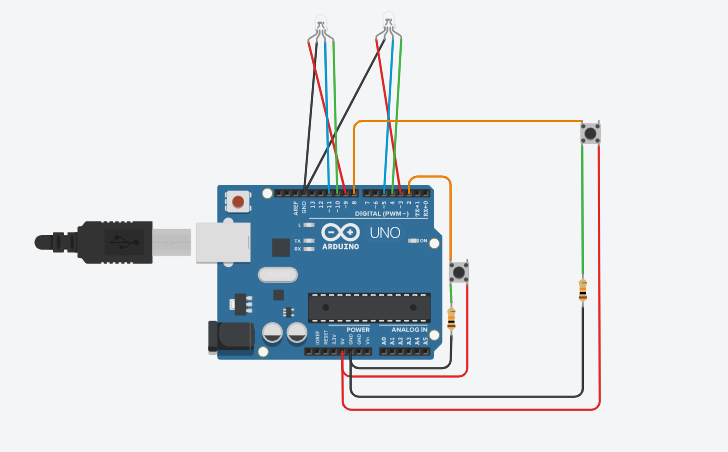 AREF
GND
13
12
~11
~10
~9
8
7
~6
~5
4
~3
2
TX→1
RX←0
DIGITAL (PWM~)
L
TX
RX
ARDUINO
UNO
ON
POWER
ANALOG IN
IOREF
RESET
3.3V
5V
GND
GND
Vin
A0
A1
A2
A3
A4
A5